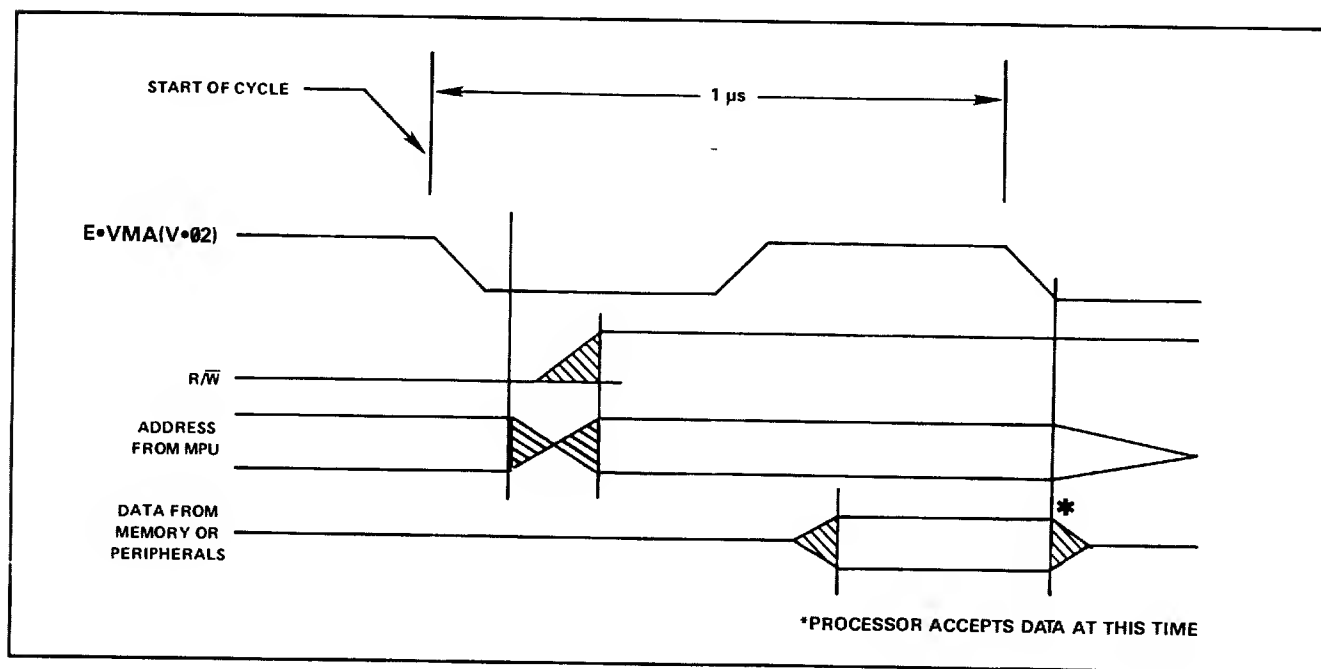 START OF CYCLE
1 µs
E•VMA(V•02)
R/W̅
ADDRESS
FROM MPU
DATA FROM
MEMORY OR
PERIPHERALS
*
*PROCESSOR ACCEPTS DATA AT THIS TIME